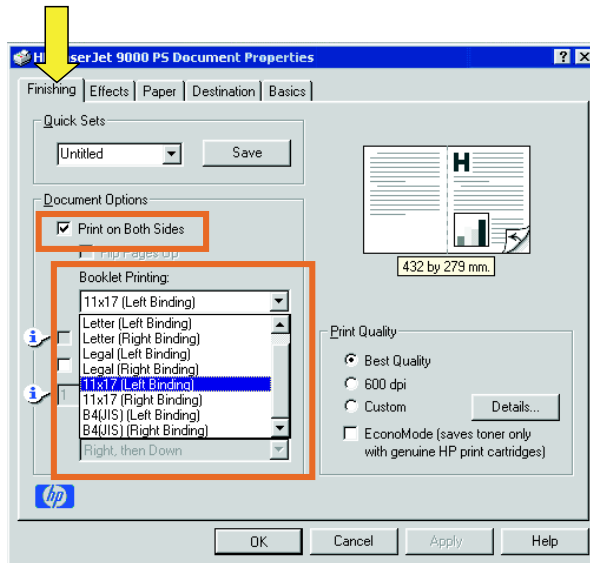 HP LaserJet 9000 PS Document Properties
Finishing
Effects
Paper
Destination
Basics
Quick Sets
Untitled
Save
Document Options
Print on Both Sides
Flip Pages Up
Booklet Printing:
11x17 (Left Binding)
Letter (Left Binding)
Letter (Right Binding)
Legal (Left Binding)
Legal (Right Binding)
11x17 (Left Binding)
11x17 (Right Binding)
B4(JIS) (Left Binding)
B4(JIS) (Right Binding)
1
Right, then Down
H
432 by 279 mm.
Print Quality
Best Quality
600 dpi
Custom
Details...
EconoMode (saves toner only
with genuine HP print cartridges)
hp
OK
Cancel
Apply
Help